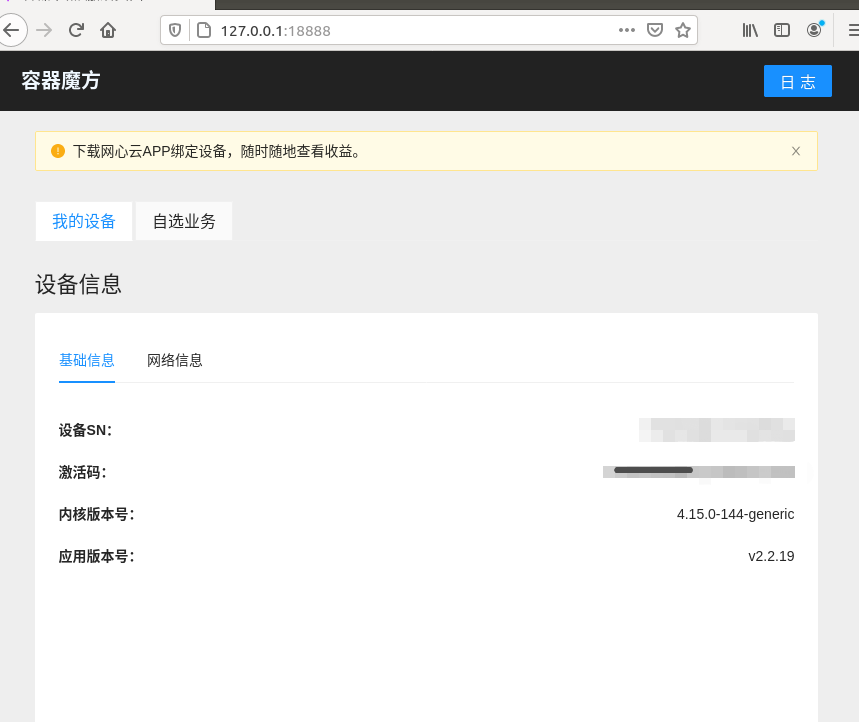 127.0.0.1:18888
容器魔方
日 志
下载网心云APP绑定设备，随时随地查看收益。
我的设备 自选业务
设备信息
基础信息 网络信息
设备SN：
激活码：
内核版本号： 4.15.0-144-generic
应用版本号： v2.2.19